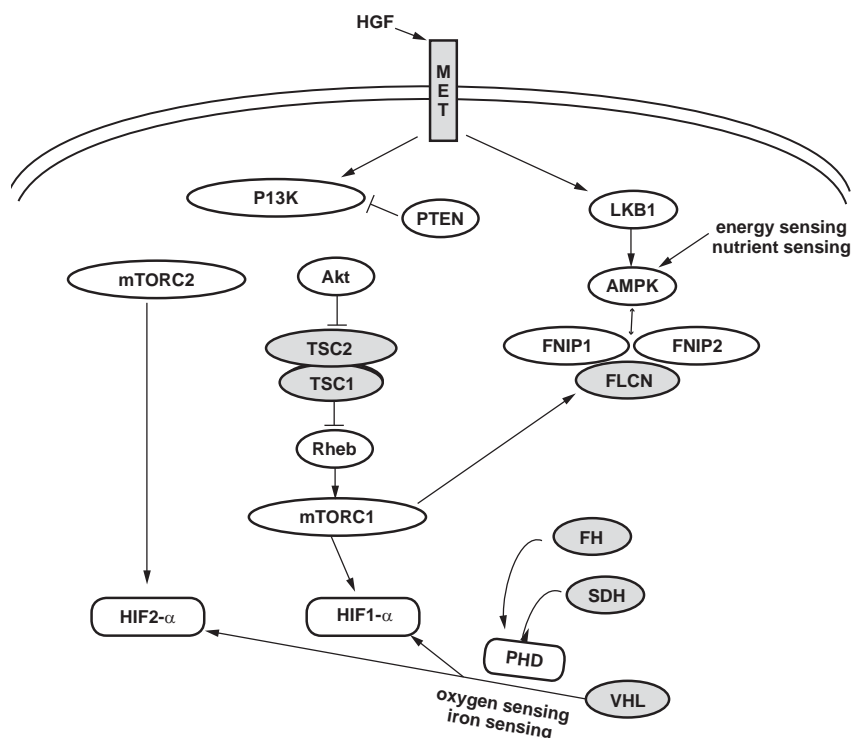 HGF
MET
P13K
PTEN
LKB1
energy sensing
nutrient sensing
mTORC2
Akt
AMPK
TSC2
FNIP1
FNIP2
TSC1
FLCN
Rheb
mTORC1
FH
SDH
HIF2-α
HIF1-α
PHD
VHL
oxygen sensing
iron sensing